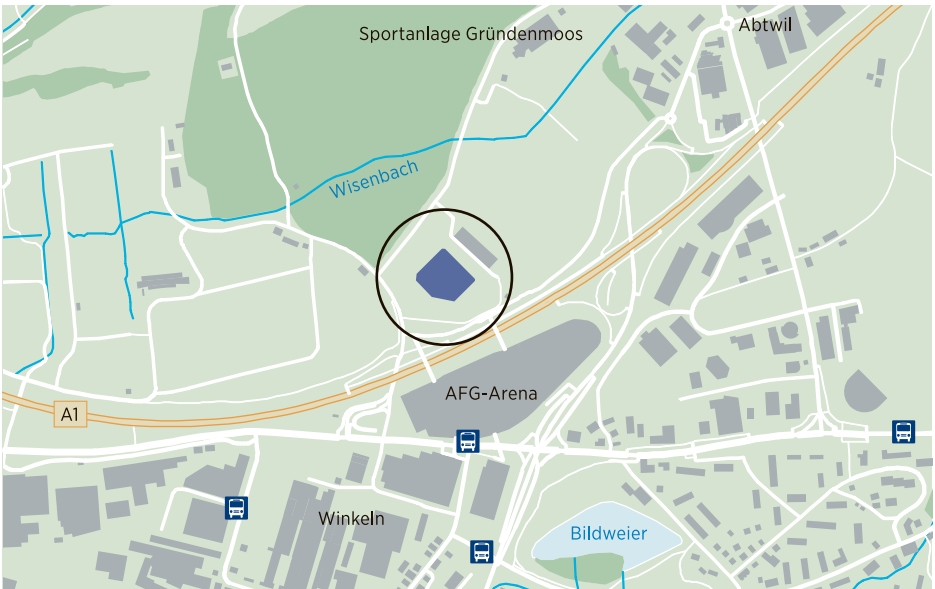 Abtwil
Sportanlage Gründenmoos
Wisenbach
AFG-Arena
A1
Winkeln
Bildweier